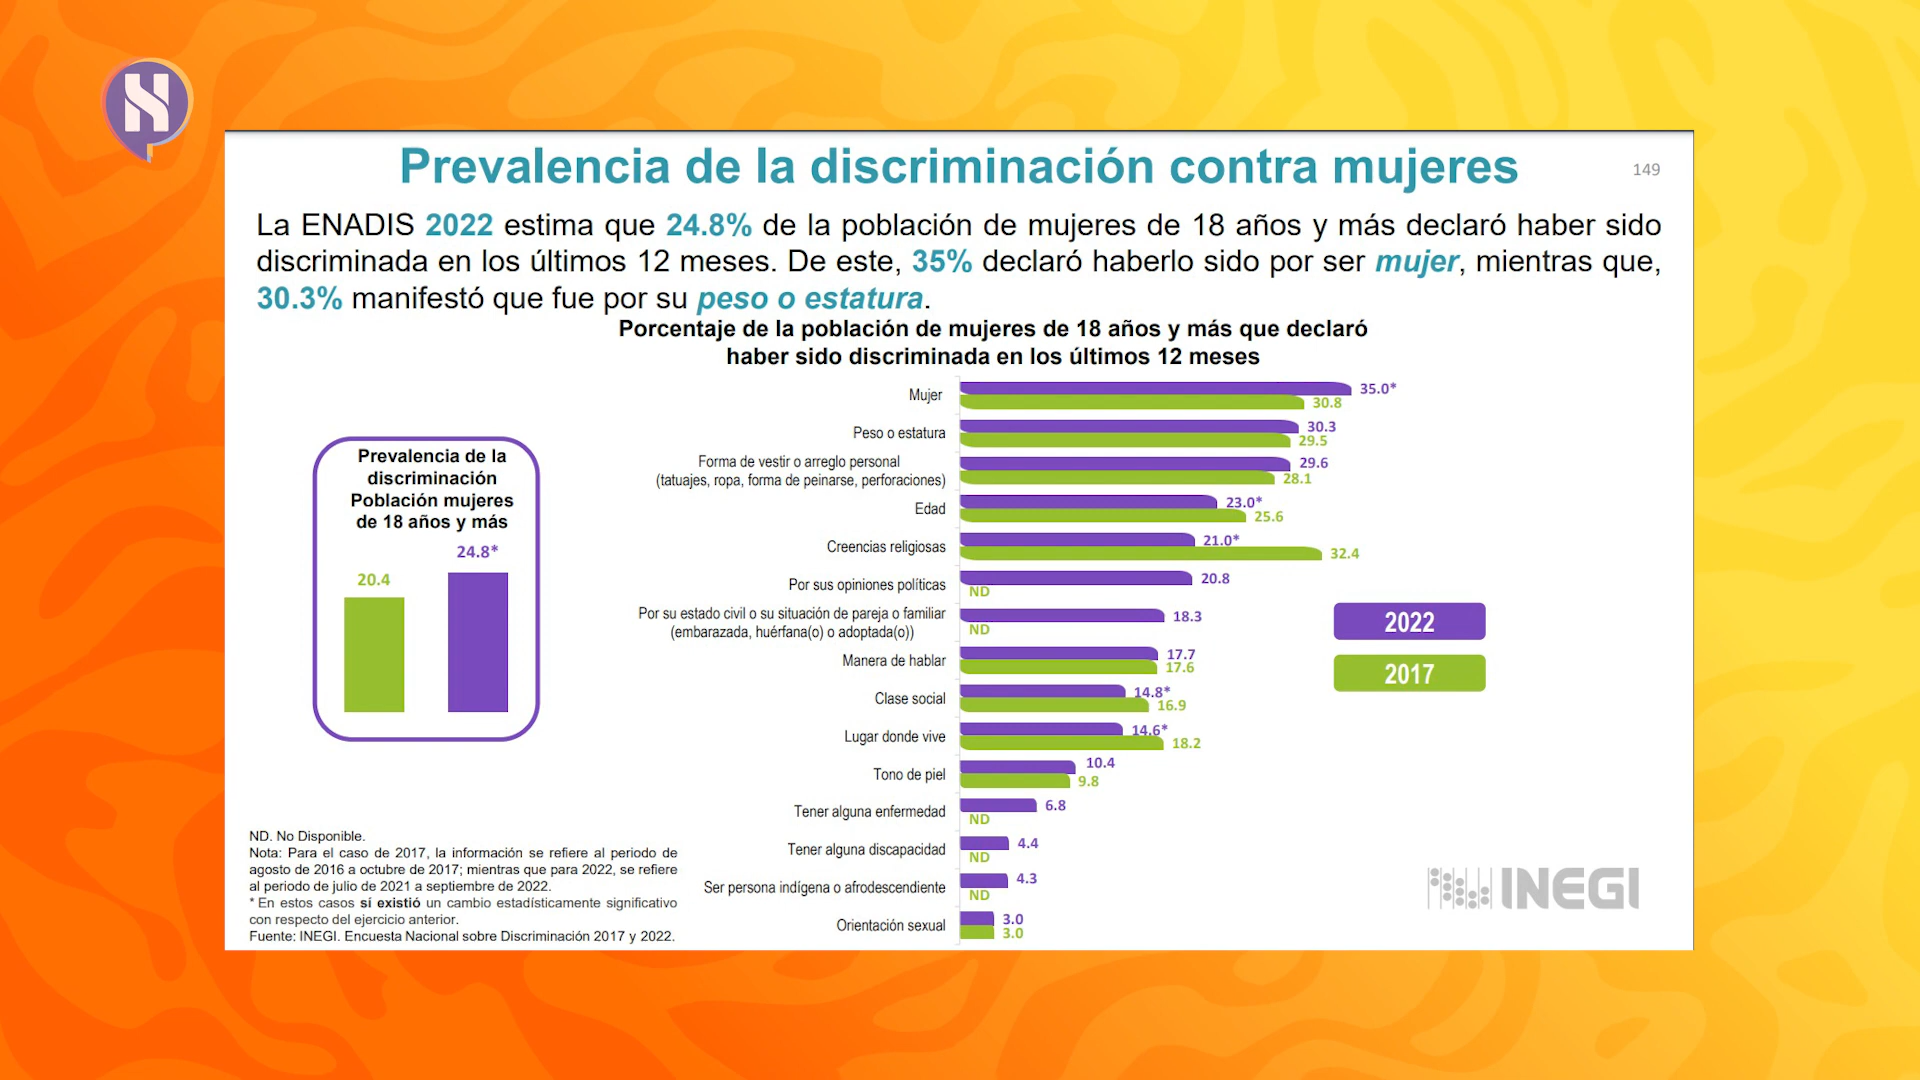 N
Prevalencia de la discriminación contra mujeres
149
La ENADIS 2022 estima que 24.8% de la población de mujeres de 18 años y más declaró haber sido
discriminada en los últimos 12 meses. De este, 35% declaró haberlo sido por ser mujer, mientras que,
30.3% manifestó que fue por su peso o estatura.
Porcentaje de la población de mujeres de 18 años y más que declaró
haber sido discriminada en los últimos 12 meses
Prevalencia de la
discriminación
Población mujeres
de 18 años y más
24.8*
20.4
Mujer
35.0*
30.8
Peso o estatura
30.3
29.5
Forma de vestir o arreglo personal
(tatuajes, ropa, forma de peinarse, perforaciones)
29.6
28.1
Edad
23.0*
25.6
Creencias religiosas
21.0*
32.4
Por sus opiniones políticas
20.8
ND
Por su estado civil o su situación de pareja o familiar
(embarazada, huérfana(o) o adoptada(o))
18.3
ND
Manera de hablar
17.7
17.6
Clase social
14.8*
16.9
Lugar donde vive
14.6*
18.2
Tono de piel
10.4
9.8
Tener alguna enfermedad
6.8
ND
Tener alguna discapacidad
4.4
ND
Ser persona indígena o afrodescendiente
4.3
ND
Orientación sexual
3.0
3.0
2022
2017
ND. No Disponible.
Nota: Para el caso de 2017, la información se refiere al periodo de
agosto de 2016 a octubre de 2017; mientras que para 2022, se refiere
al periodo de julio de 2021 a septiembre de 2022.
* En estos casos sí existió un cambio estadísticamente significativo
con respecto del ejercicio anterior.
Fuente: INEGI. Encuesta Nacional sobre Discriminación 2017 y 2022.
INEGI